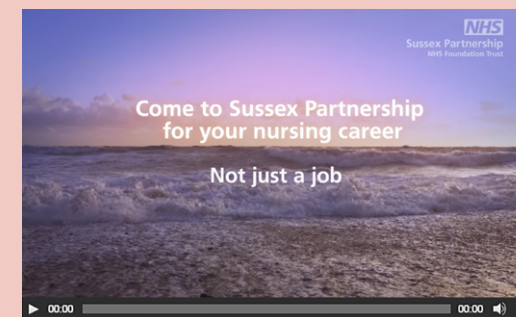 NHS
Sussex Partnership
NHS Foundation Trust
Come to Sussex Partnership
for your nursing career
Not just a job
00:00
00:00